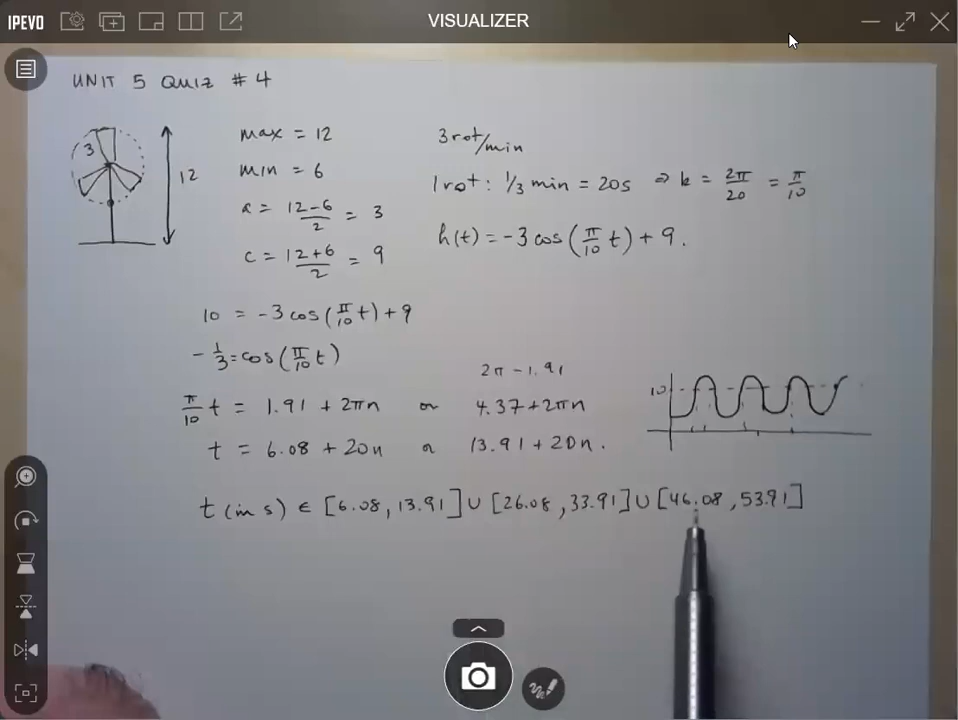 IPEVO
VISUALIZER
UNIT 5 QUIZ # 4
3
12
max = 12
min = 6
a = 12-6/2 = 3
c = 12+6/2 = 9
3 rot/min
1 rot : 1/3 min = 20s ⇒ k = 2π/20 = π/10
h(t) = -3 cos(π/10 t) + 9.
10 = -3 cos(π/10 t) + 9
-1/3 = cos(π/10 t)
2π - 1.91
π/10 t = 1.91 + 2πn or 4.37 + 2πn
t = 6.08 + 20n or 13.91 + 20n.
10
t (in s) ∈ [6.08, 13.91] ∪ [26.08, 33.91] ∪ [46.08, 53.91]